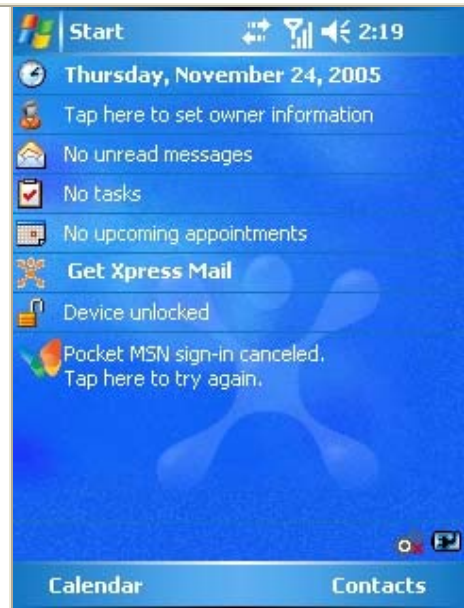 Start 2:19
Thursday, November 24, 2005
Tap here to set owner information
No unread messages
No tasks
No upcoming appointments
Get Xpress Mail
Device unlocked
Pocket MSN sign-in canceled.
Tap here to try again.
Calendar Contacts